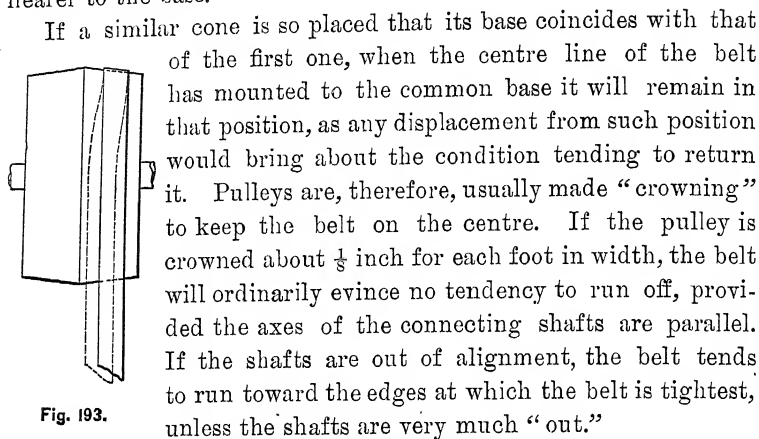 nearer to the base.
If a similar cone is so placed that its base coincides with that
of the first one, when the centre line of the belt
has mounted to the common base it will remain in
that position, as any displacement from such position
would bring about the condition tending to return
it. Pulleys are, therefore, usually made “crowning”
to keep the belt on the centre. If the pulley is
crowned about ⅛ inch for each foot in width, the belt
will ordinarily evince no tendency to run off, provi-
ded the axes of the connecting shafts are parallel.
If the shafts are out of alignment, the belt tends
to run toward the edges at which the belt is tightest,
unless the shafts are very much “out.”
Fig. 193.